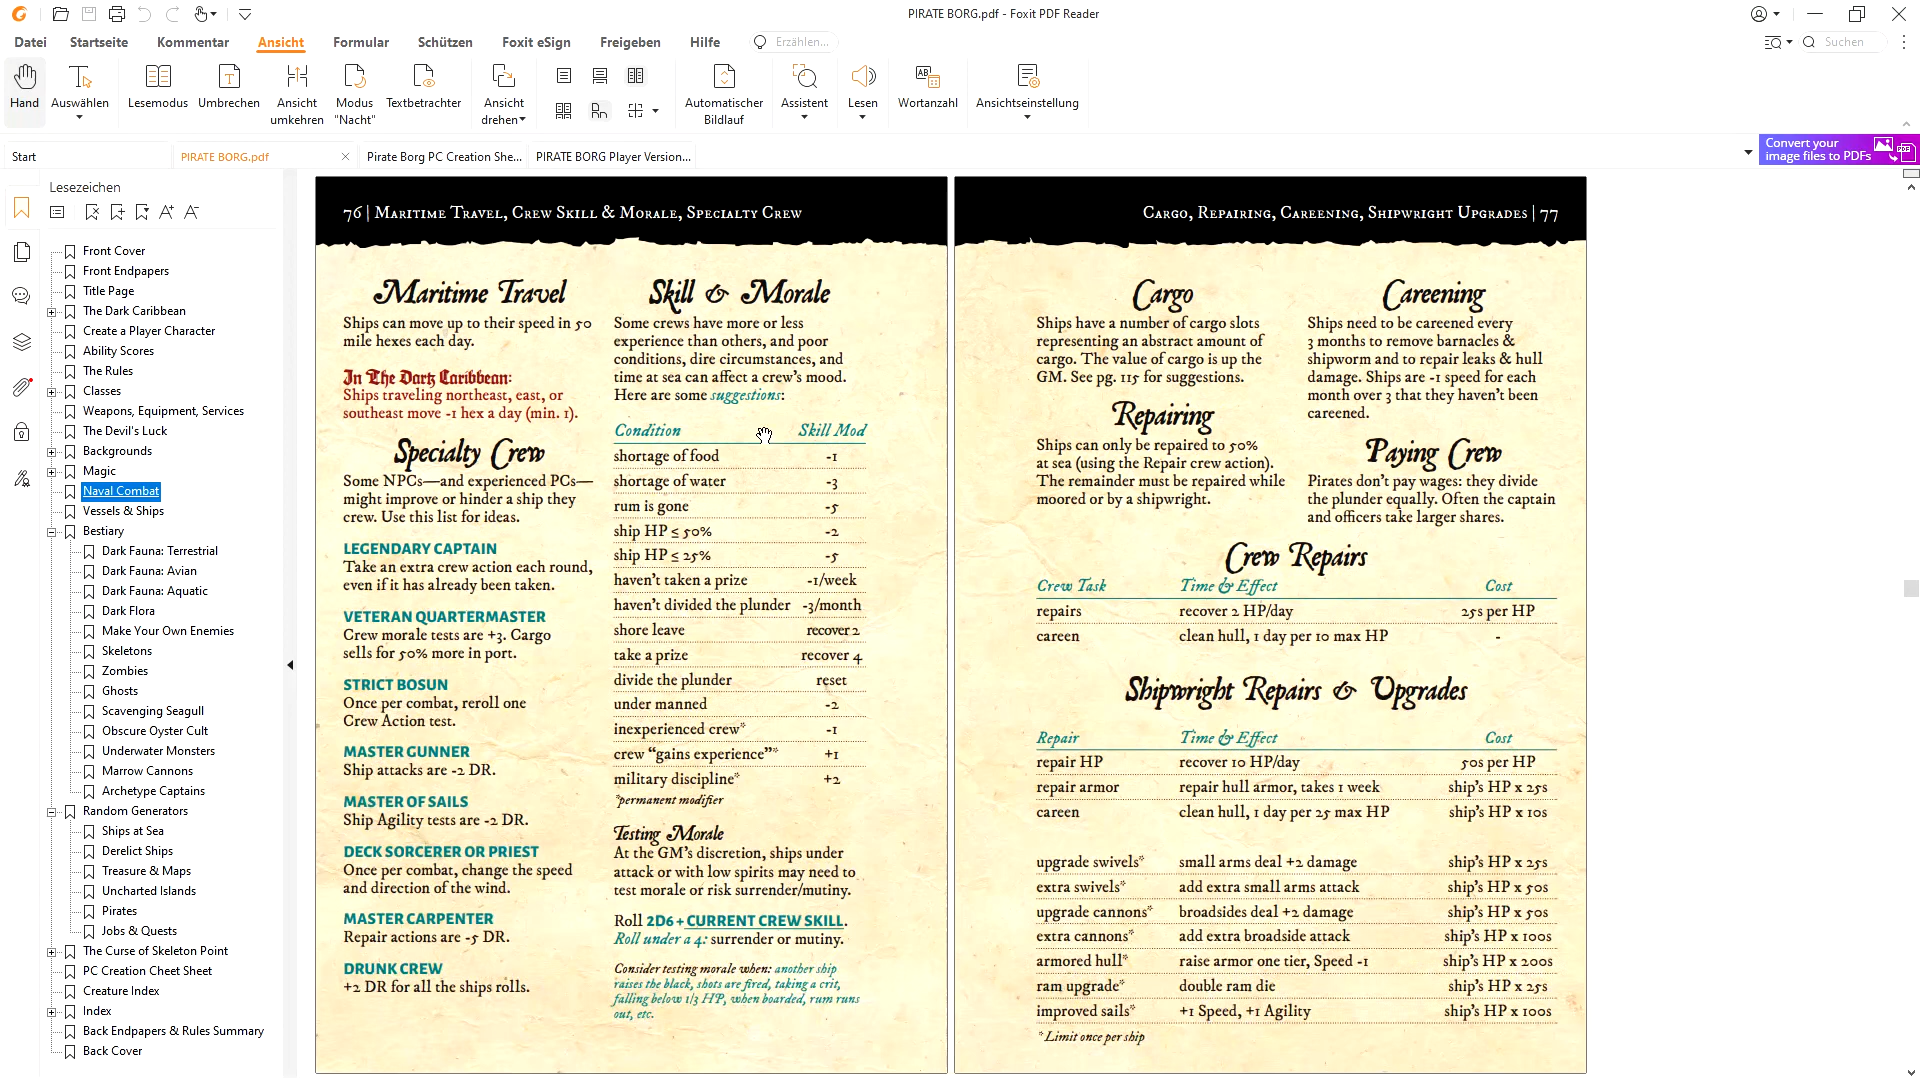 PIRATE BORG.pdf - Foxit PDF Reader
Datei Startseite Kommentar Ansicht Formular Schützen Foxit eSign Freigeben Hilfe Erzählen... Suchen
Hand
Auswählen
Lesemodus
Umbrechen
Ansicht umkehren
Modus "Nacht"
Textbetrachter
Ansicht drehen
Automatischer Bildlauf
Assistent
Lesen
Wortanzahl
Ansichtseinstellung
Start
PIRATE BORG.pdf
Pirate Borg PC Creation She...
PIRATE BORG Player Version...
Convert your
image files to PDFs
Lesezeichen
Front Cover
Front Endpapers
Title Page
The Dark Caribbean
Create a Player Character
Ability Scores
The Rules
Classes
Weapons, Equipment, Services
The Devil's Luck
Backgrounds
Magic
Naval Combat
Vessels & Ships
Bestiary
Dark Fauna: Terrestrial
Dark Fauna: Avian
Dark Fauna: Aquatic
Dark Flora
Make Your Own Enemies
Skeletons
Zombies
Ghosts
Scavenging Seagull
Obscure Oyster Cult
Underwater Monsters
Marrow Cannons
Archetype Captains
Random Generators
Ships at Sea
Derelict Ships
Treasure & Maps
Uncharted Islands
Pirates
Jobs & Quests
The Curse of Skeleton Point
PC Creation Cheet Sheet
Creature Index
Index
Back Endpapers & Rules Summary
Back Cover
76 | Maritime Travel, Crew Skill & Morale, Specialty Crew
Maritime Travel
Ships can move up to their speed in 50
mile hexes each day.
In The Dark Caribbean:
Ships traveling northeast, east, or
southeast move -1 hex a day (min. 1).
Specialty Crew
Some NPCs—and experienced PCs—
might improve or hinder a ship they
crew. Use this list for ideas.
LEGENDARY CAPTAIN
Take an extra crew action each round,
even if it has already been taken.
VETERAN QUARTERMASTER
Crew morale tests are +3. Cargo
sells for 50% more in port.
STRICT BOSUN
Once per combat, reroll one
Crew Action test.
MASTER GUNNER
Ship attacks are -2 DR.
MASTER OF SAILS
Ship Agility tests are -2 DR.
DECK SORCERER OR PRIEST
Once per combat, change the speed
and direction of the wind.
MASTER CARPENTER
Repair actions are -5 DR.
DRUNK CREW
+2 DR for all the ships rolls.
Skill & Morale
Some crews have more or less
experience than others, and poor
conditions, dire circumstances, and
time at sea can affect a crew's mood.
Here are some suggestions:
Condition Skill Mod
shortage of food -1
shortage of water -3
rum is gone -5
ship HP ≤ 50% -2
ship HP ≤ 25% -5
haven't taken a prize -1/week
haven't divided the plunder -3/month
shore leave recover 2
take a prize recover 4
divide the plunder reset
under manned -2
inexperienced crew* -1
crew “gains experience”* +1
military discipline* +2
*permanent modifier
Testing Morale
At the GM's discretion, ships under
attack or with low spirits may need to
test morale or risk surrender/mutiny.
Roll 2D6 + CURRENT CREW SKILL.
Roll under a 4: surrender or mutiny.
Consider testing morale when: another ship
raises the black, shots are fired, taking a crit,
falling below 1/3 HP, when boarded, rum runs
out, etc.
Cargo, Repairing, Careening, Shipwright Upgrades | 77
Cargo
Ships have a number of cargo slots
representing an abstract amount of
cargo. The value of cargo is up the
GM. See pg. 115 for suggestions.
Repairing
Ships can only be repaired to 50%
at sea (using the Repair crew action).
The remainder must be repaired while
moored or by a shipwright.
Careening
Ships need to be careened every
3 months to remove barnacles &
shipworm and to repair leaks & hull
damage. Ships are -1 speed for each
month over 3 that they haven't been
careened.
Paying Crew
Pirates don't pay wages: they divide
the plunder equally. Often the captain
and officers take larger shares.
Crew Repairs
Crew Task Time & Effect Cost
repairs recover 2 HP/day 25s per HP
careen clean hull, 1 day per 10 max HP -
Shipwright Repairs & Upgrades
Repair Time & Effect Cost
repair HP recover 10 HP/day 50s per HP
repair armor repair hull armor, takes 1 week ship's HP x 25s
careen clean hull, 1 day per 25 max HP ship's HP x 10s
upgrade swivels* small arms deal +2 damage ship's HP x 25s
extra swivels* add extra small arms attack ship's HP x 50s
upgrade cannons* broadsides deal +2 damage ship's HP x 50s
extra cannons* add extra broadside attack ship's HP x 100s
armored hull* raise armor one tier, Speed -1 ship's HP x 200s
ram upgrade* double ram die ship's HP x 25s
improved sails* +1 Speed, +1 Agility ship's HP x 100s
*Limit once per ship